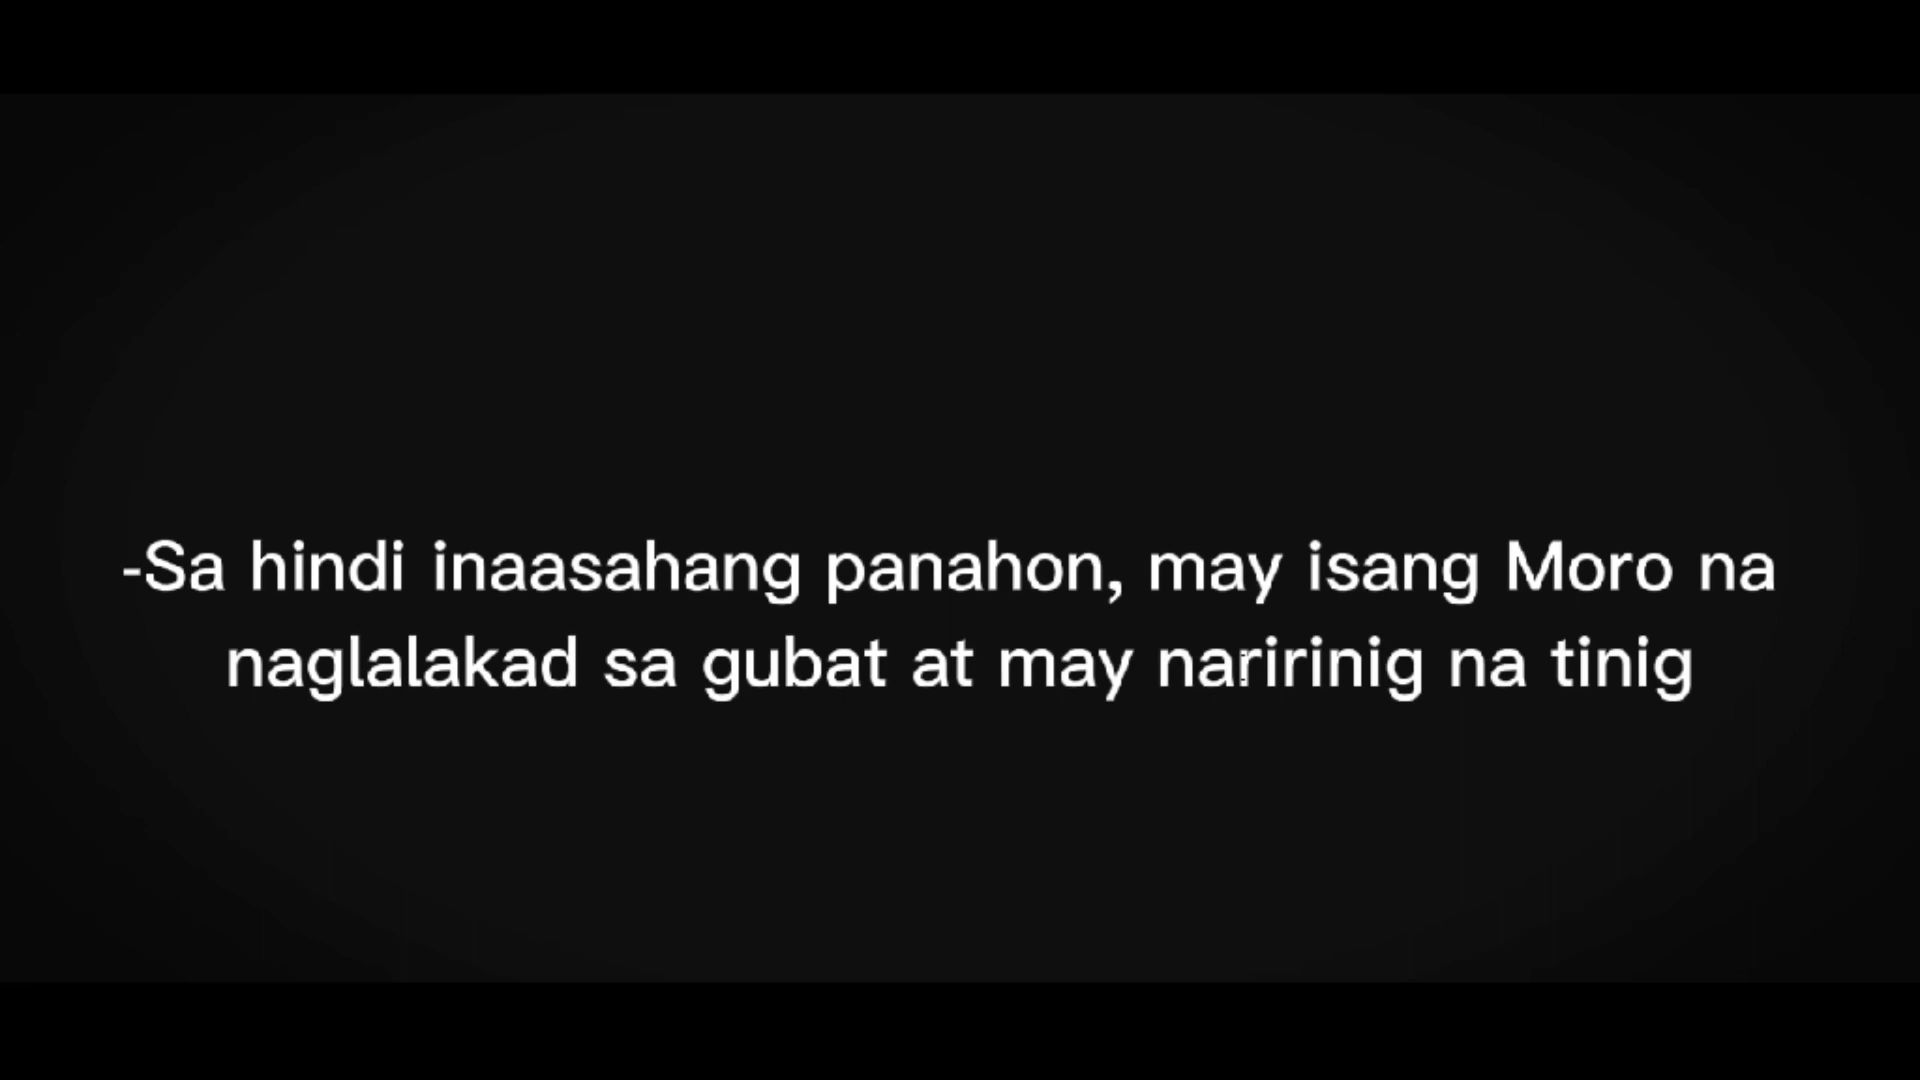 -Sa hindi inaasahang panahon, may isang Moro na
naglalakad sa gubat at may naririnig na tinig